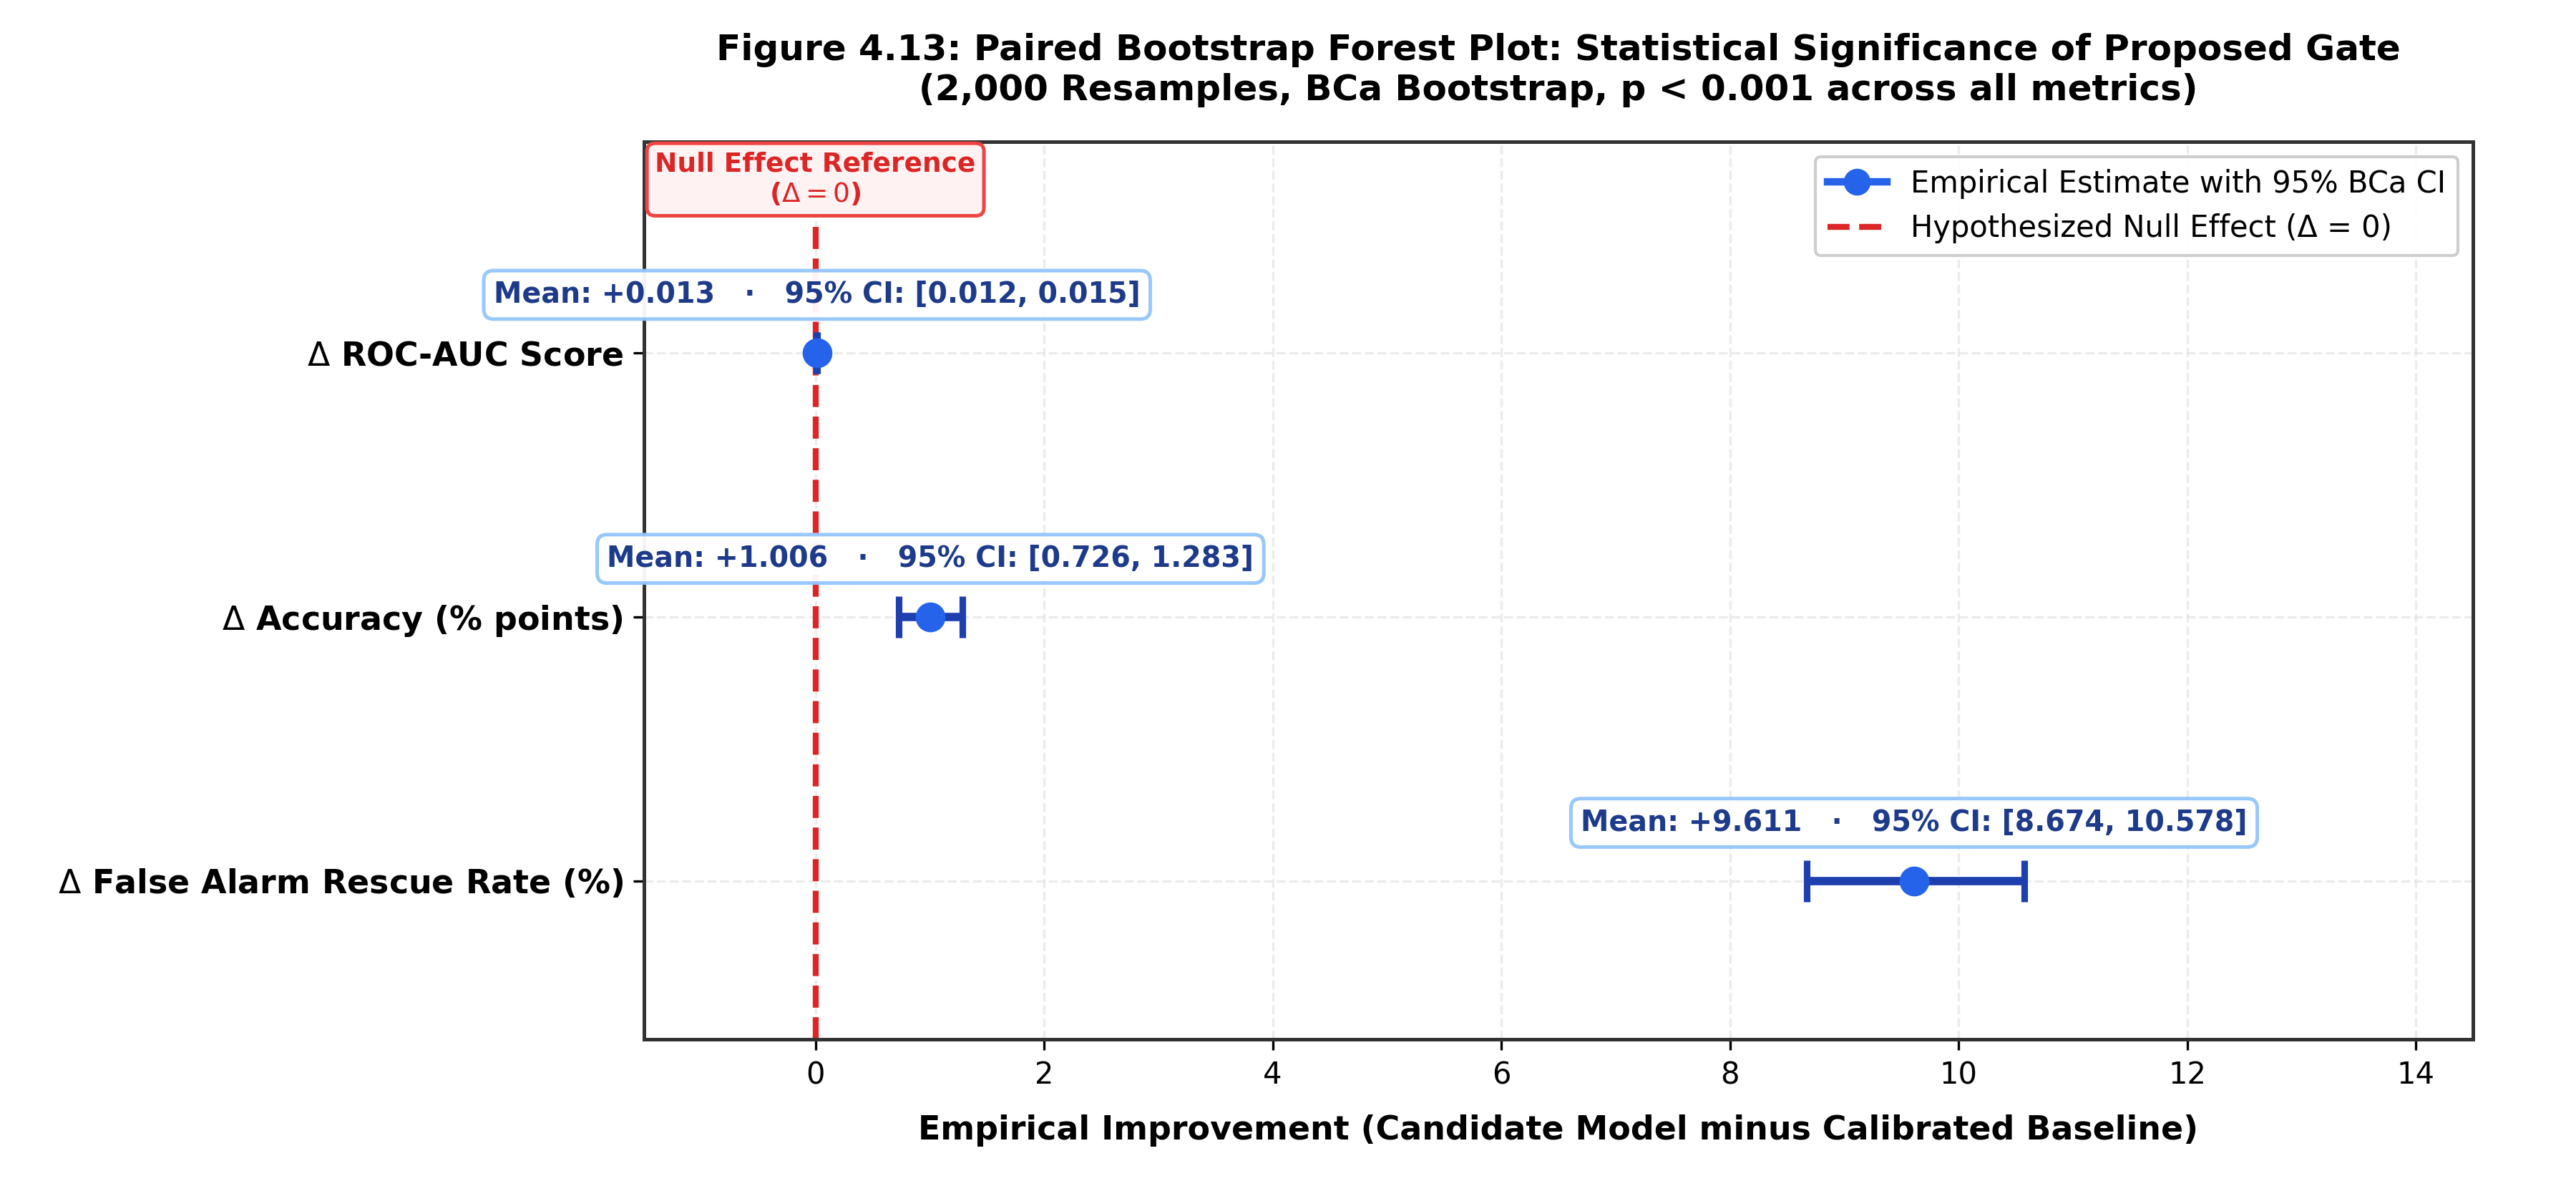 Figure 4.13: Paired Bootstrap Forest Plot: Statistical Significance of Proposed Gate
(2,000 Resamples, BCa Bootstrap, p < 0.001 across all metrics)
Null Effect Reference
(Δ = 0)
Empirical Estimate with 95% BCa CI
Hypothesized Null Effect (Δ = 0)
Mean: +0.013 · 95% CI: [0.012, 0.015]
Δ ROC-AUC Score
Mean: +1.006 · 95% CI: [0.726, 1.283]
Δ Accuracy (% points)
Mean: +9.611 · 95% CI: [8.674, 10.578]
Δ False Alarm Rescue Rate (%)
0 2 4 6 8 10 12 14
Empirical Improvement (Candidate Model minus Calibrated Baseline)